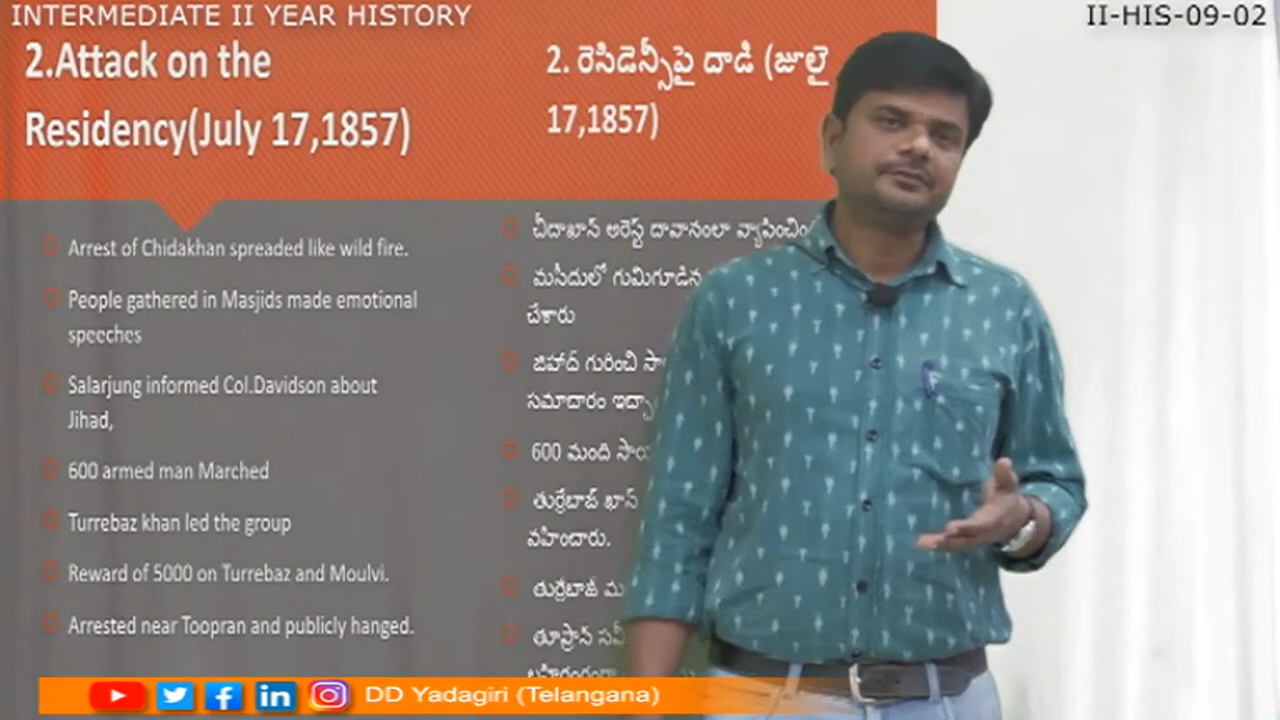 INTERMEDIATE II YEAR HISTORY
II-HIS-09-02
2.Attack on the
Residency(July 17,1857)
2. రెసిడెన్సీపై దాడి (జూలై
17,1857)
Arrest of Chidakhan spreaded like wild fire.
People gathered in Masjids made emotional
speeches
Salarjung informed Col.Davidson about
Jihad,
600 armed man Marched
Turrebaz khan led the group
Reward of 5000 on Turrebaz and Moulvi.
Arrested near Toopran and publicly hanged.
చీదాఖాన్ అరెస్ట్ దావానంలా
మసీదులో గుమిగూడిన
చేశారు
జిహాద్ గురించి
సమాచారం
600 మంది
తుర్రేబాజ్ ఖాన్
వహించారు.
తుర్రేబాజ్
తూప్రాన్
DD Yadagiri (Telangana)